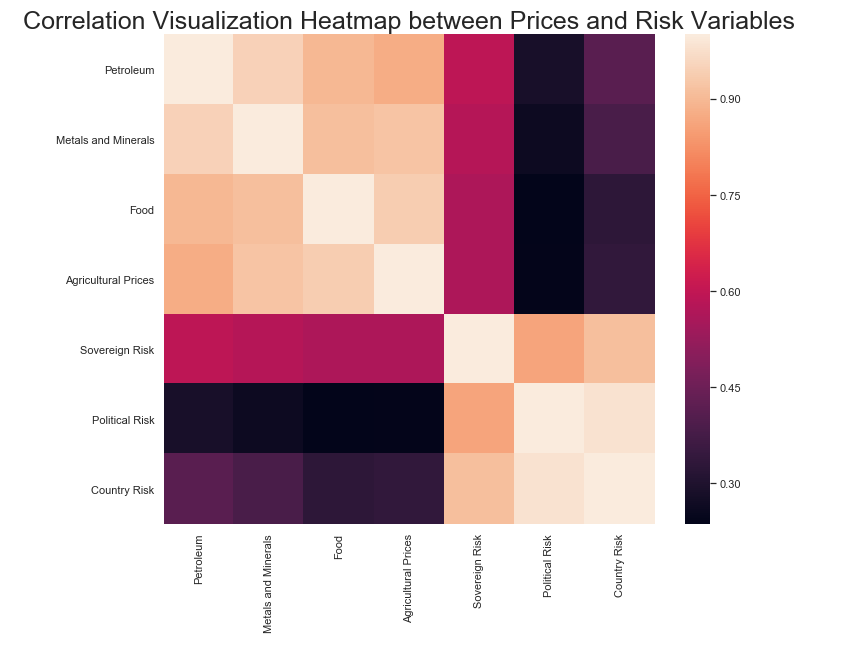 Correlation Visualization Heatmap between Prices and Risk Variables
Petroleum
Metals and Minerals
Food
Agricultural Prices
Sovereign Risk
Political Risk
Country Risk
0.90
0.75
0.60
0.45
0.30
Petroleum
Metals and Minerals
Food
Agricultural Prices
Sovereign Risk
Political Risk
Country Risk